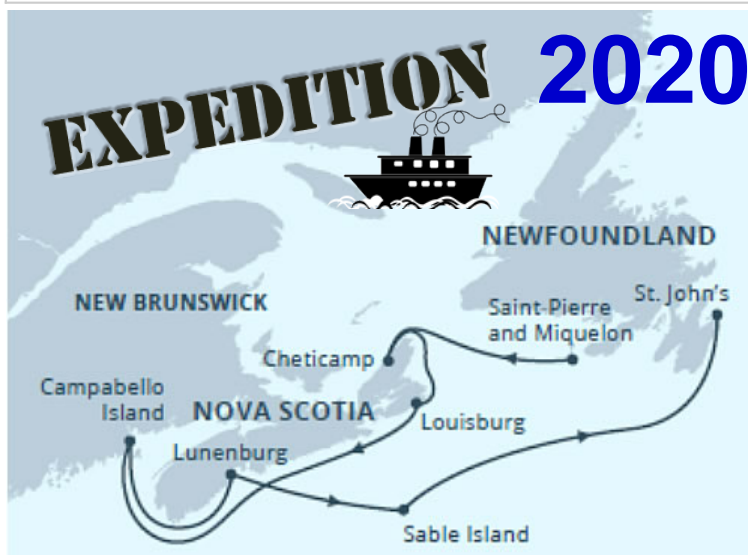 EXPEDITION
2020
NEWFOUNDLAND
St. John's
Saint-Pierre
and Miquelon
NEW BRUNSWICK
Cheticamp
Campabello
Island
NOVA SCOTIA
Louisburg
Lunenburg
Sable Island